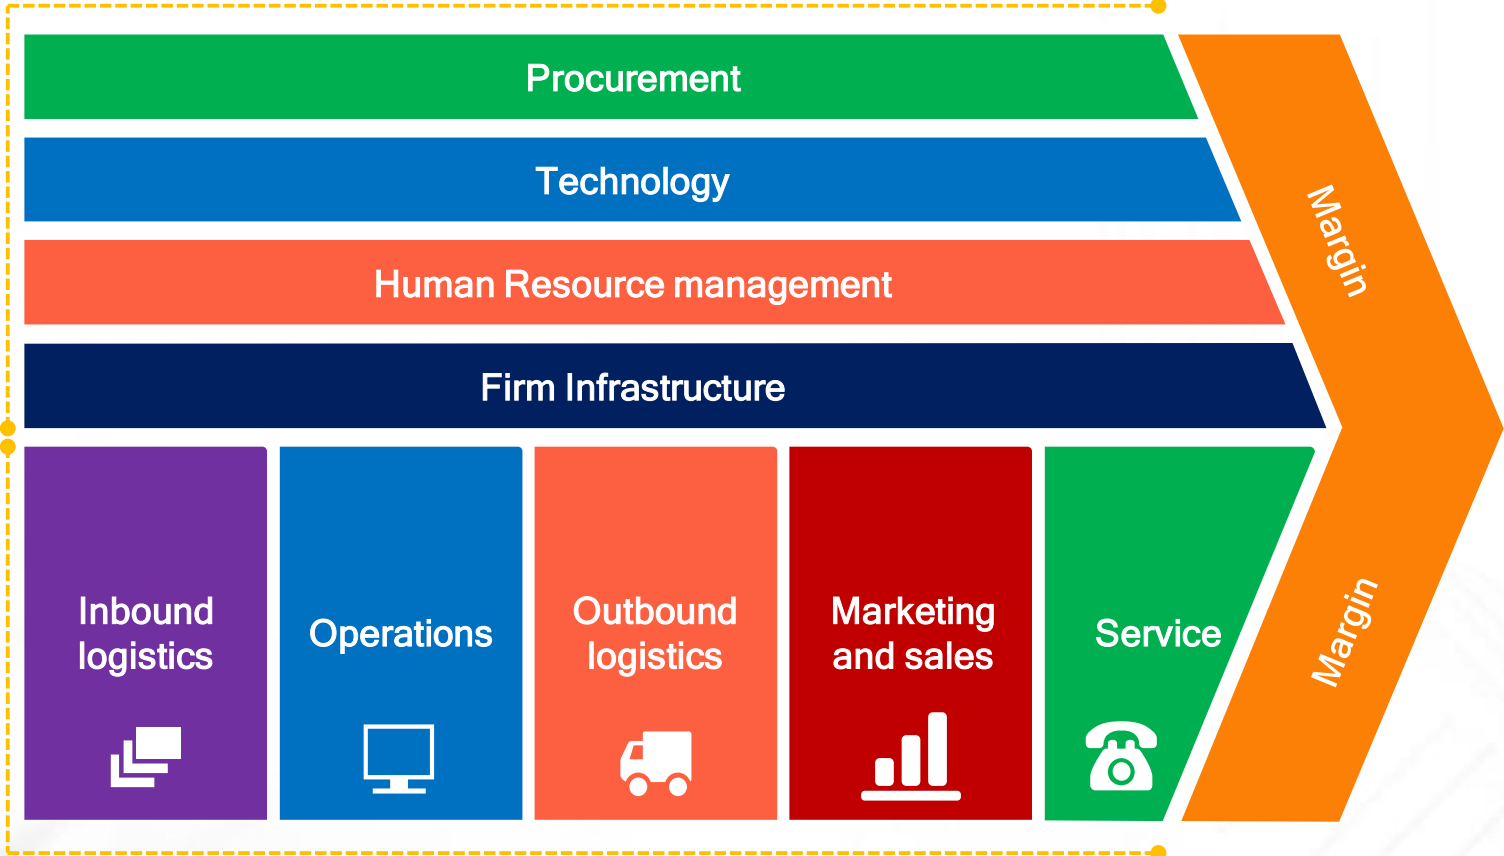 Procurement
Technology
Human Resource management
Firm Infrastructure
Margin
Inbound
logistics
Operations
Outbound
logistics
Marketing
and sales
Service
Margin